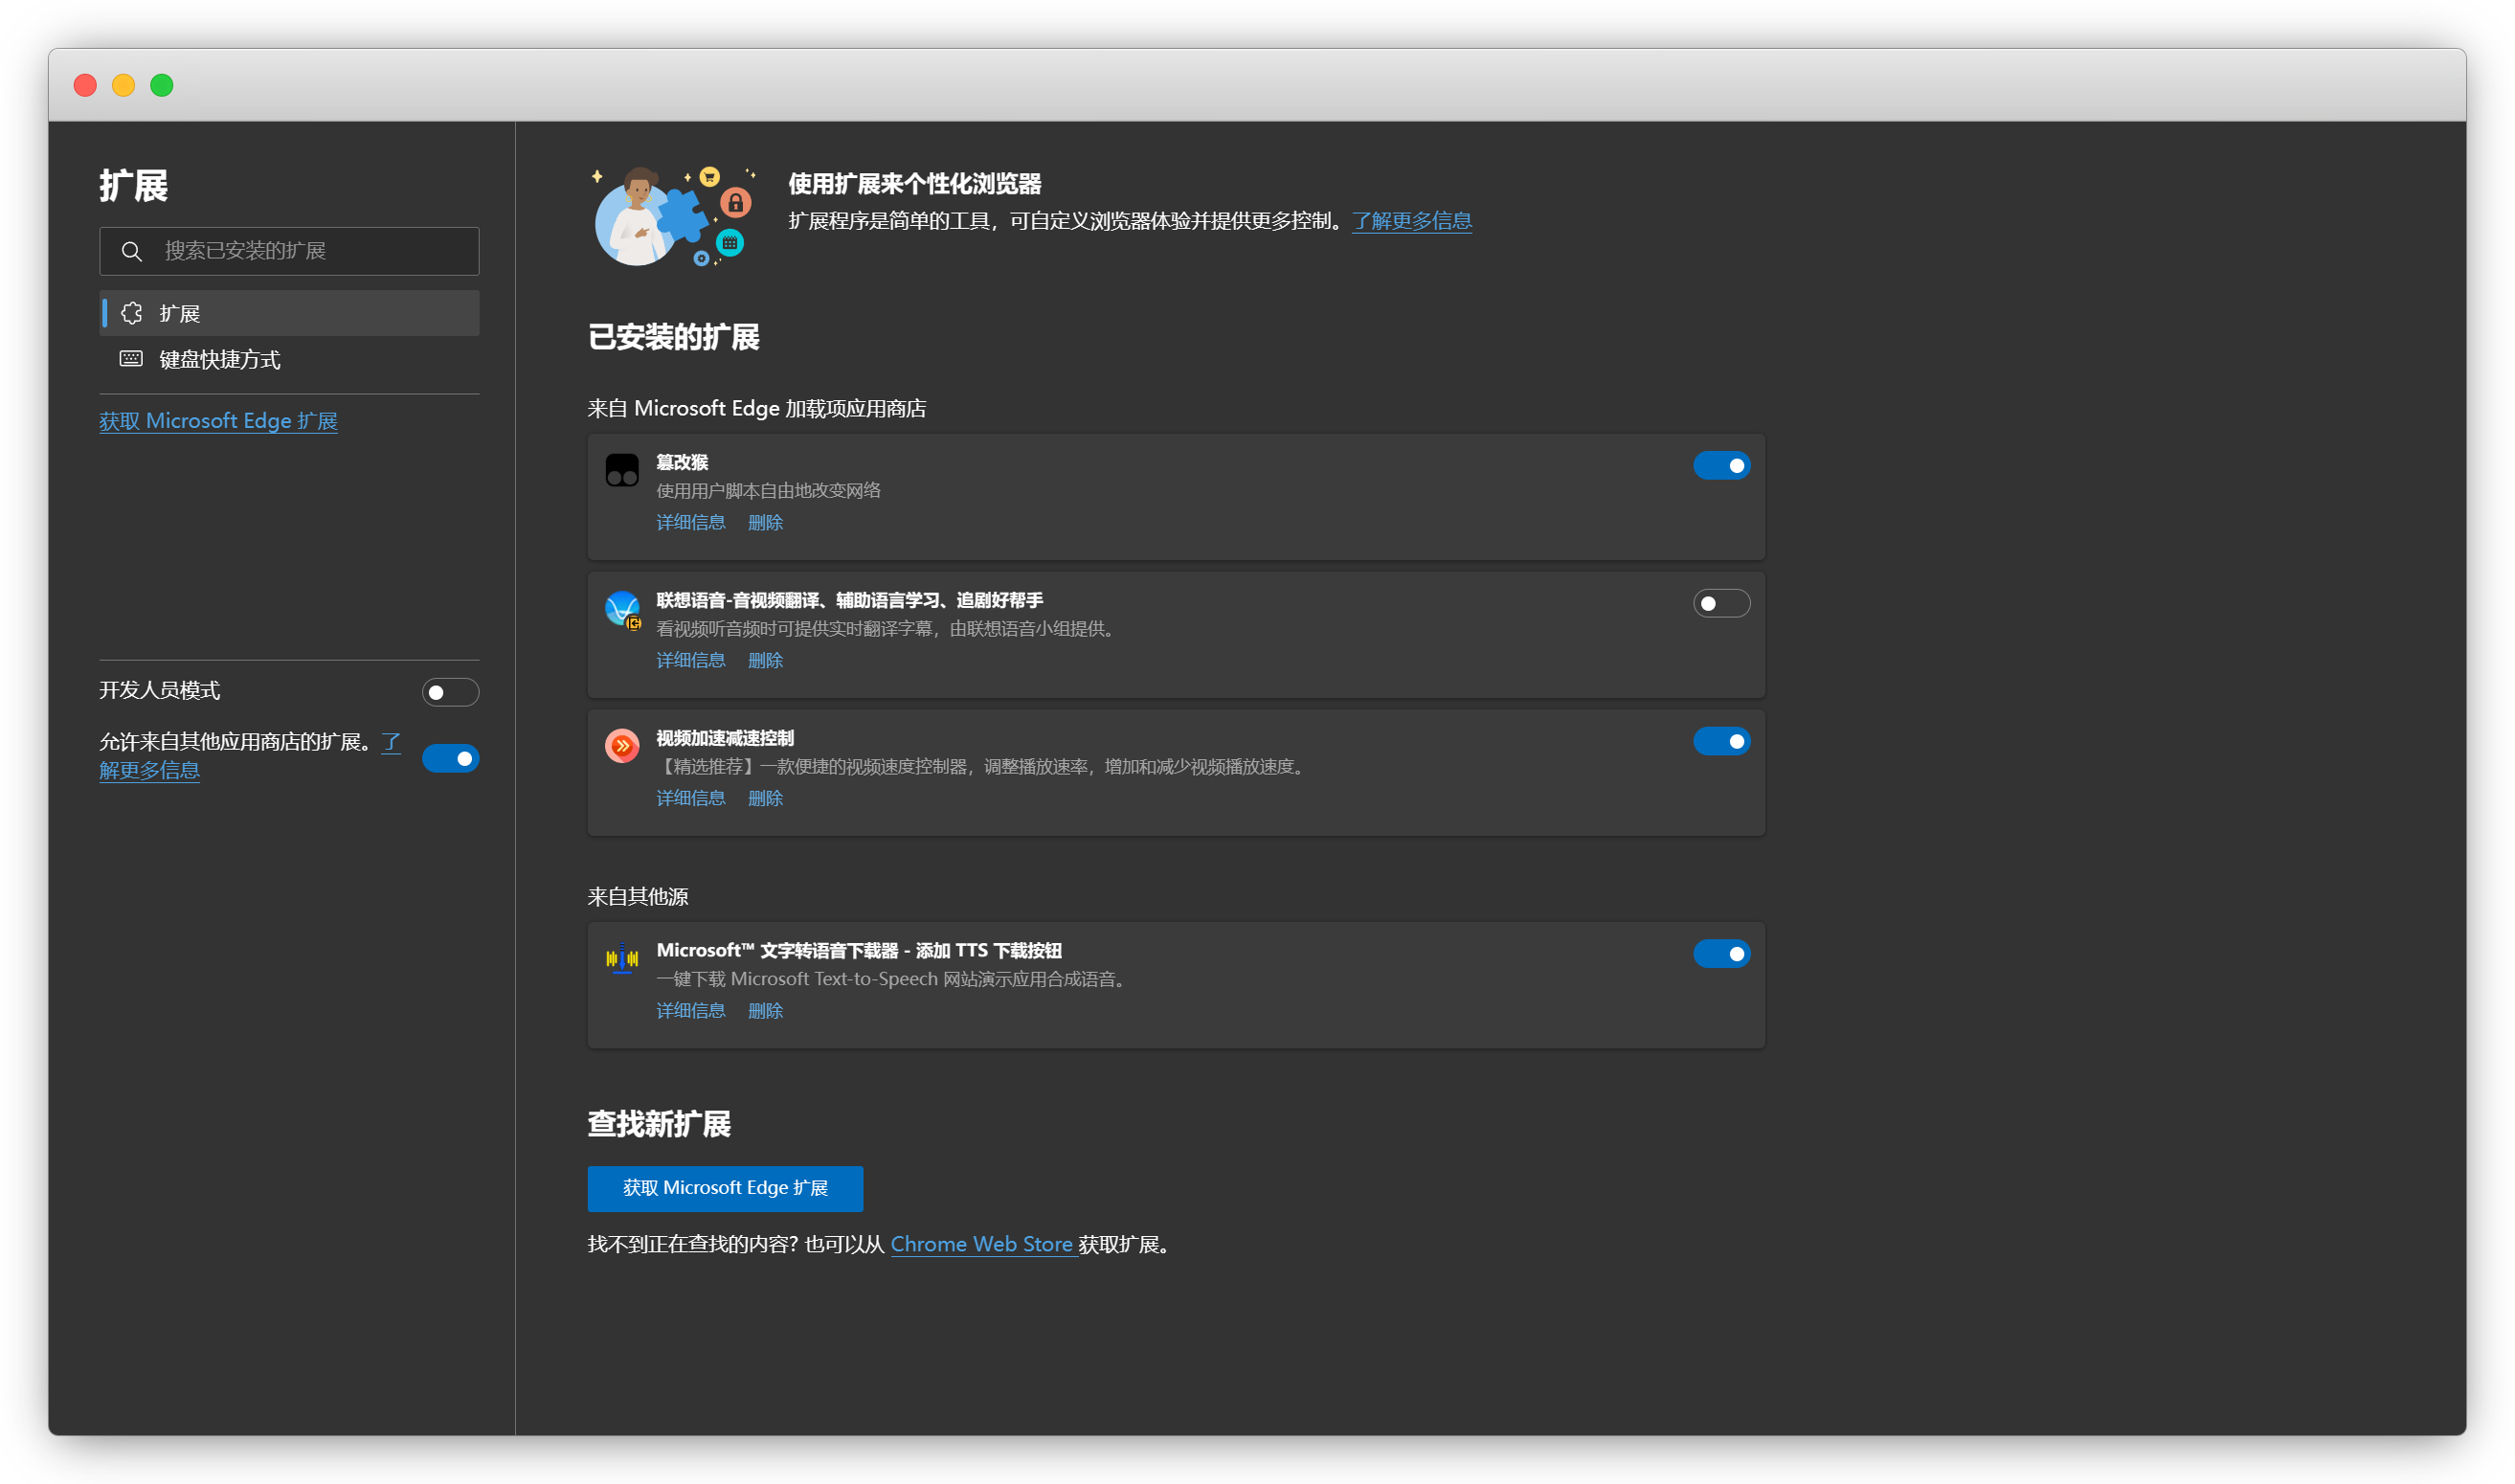 扩展
搜索已安装的扩展
扩展
键盘快捷方式
获取 Microsoft Edge 扩展
开发人员模式
允许来自其他应用商店的扩展。了
解更多信息
使用扩展来个性化浏览器
扩展程序是简单的工具，可自定义浏览器体验并提供更多控制。了解更多信息
已安装的扩展
来自 Microsoft Edge 加载项应用商店
篡改猴
使用用户脚本自由地改变网络
详细信息 删除
联想语音-音视频翻译、辅助语言学习、追剧好帮手
看视频听音频时可提供实时翻译字幕，由联想语音小组提供。
详细信息 删除
视频加速减速控制
【精选推荐】一款便捷的视频速度控制器，调整播放速率，增加和减少视频播放速度。
详细信息 删除
来自其他源
Microsoft™ 文字转语音下载器 - 添加 TTS 下载按钮
一键下载 Microsoft Text-to-Speech 网站演示应用合成语音。
详细信息 删除
查找新扩展
获取 Microsoft Edge 扩展
找不到正在查找的内容? 也可以从 Chrome Web Store 获取扩展。